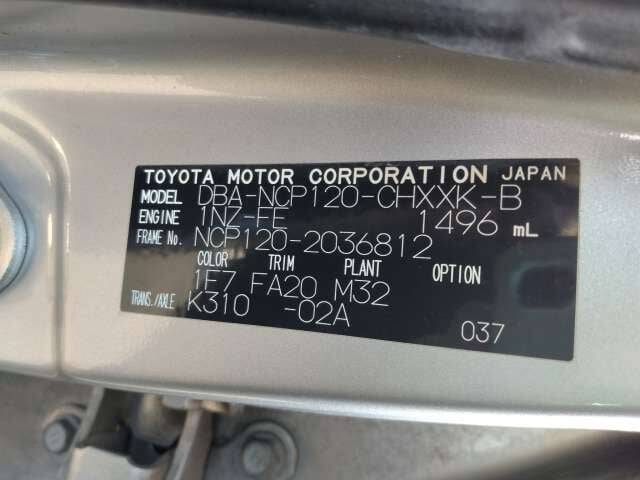 TOYOTA MOTOR CORPORATION JAPAN
MODEL DBA-NCP120-CHXXK-B
ENGINE 1NZ-FE 1496 mL
FRAME No. NCP120-2036812
COLOR TRIM PLANT OPTION
1F7 FA20 M32
TRANS./AXLE K310 -02A
037